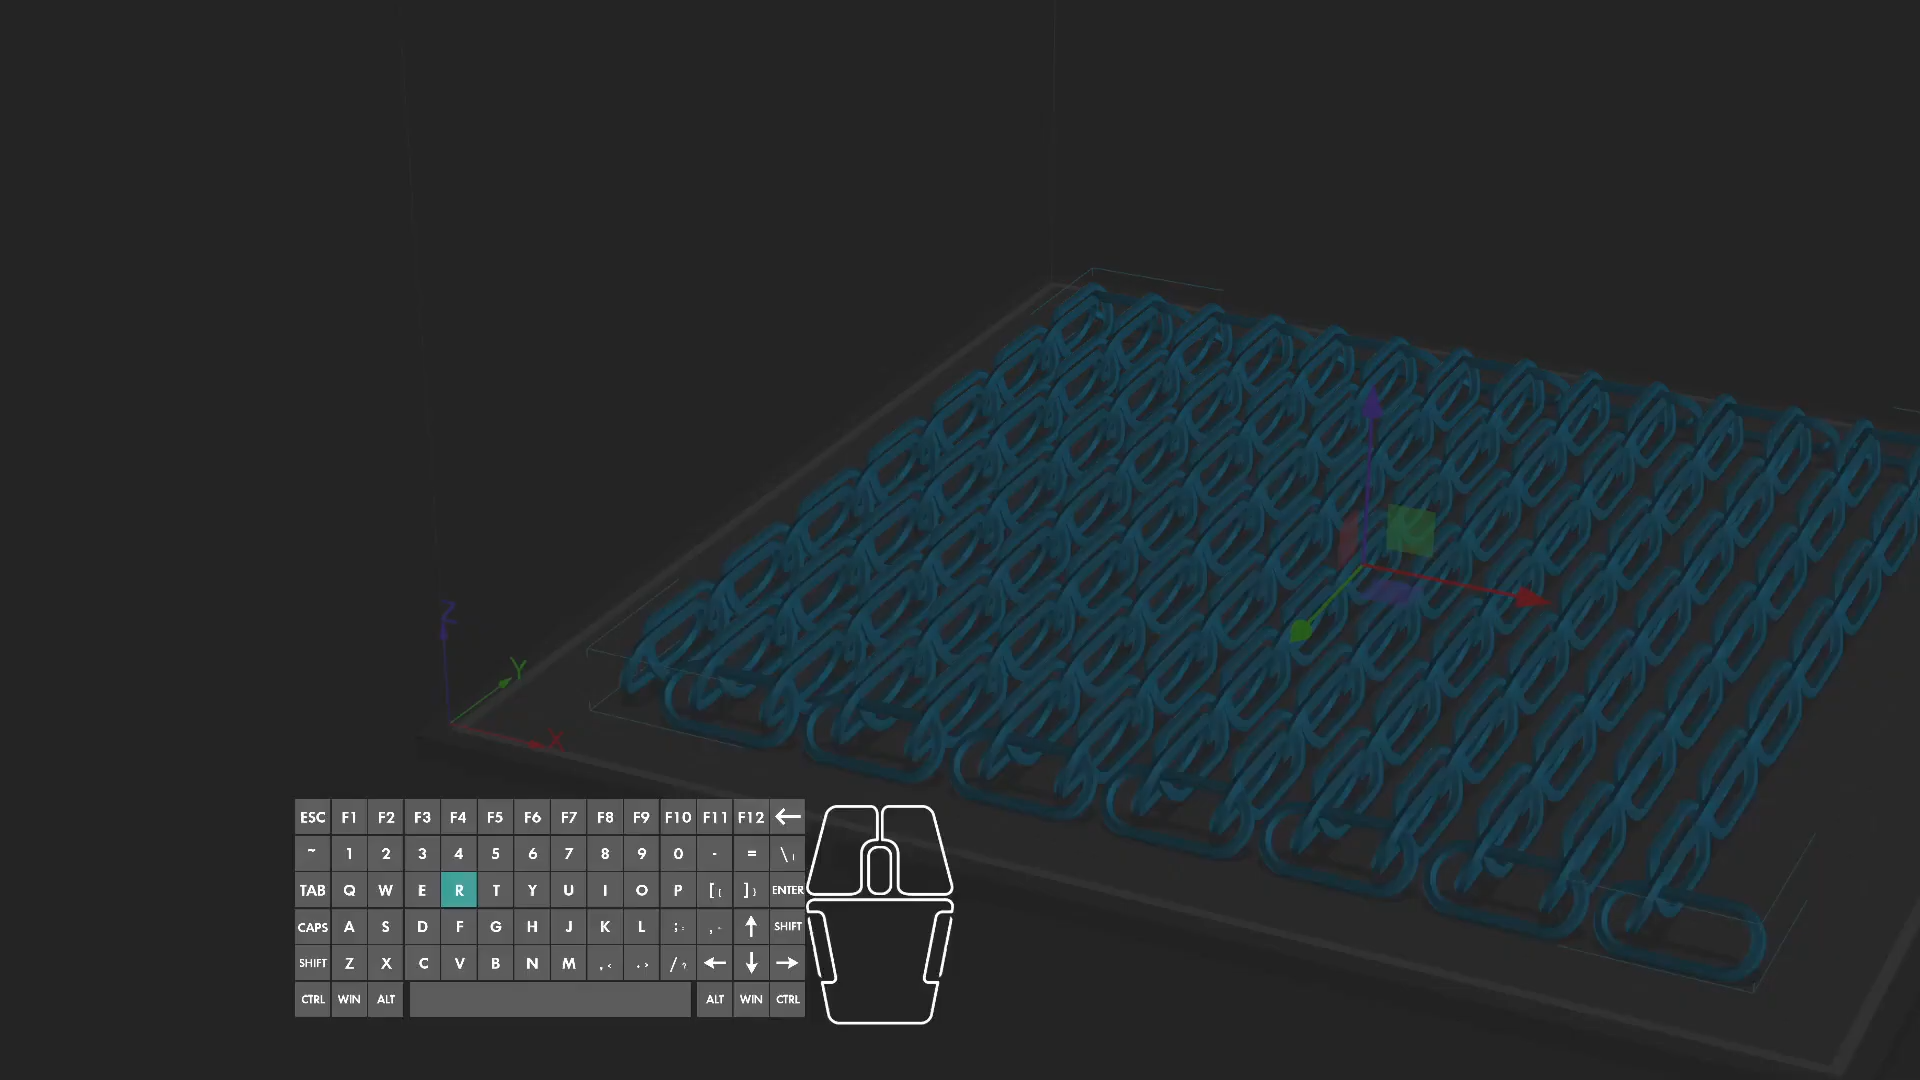 Z
Y
X
ESC F1 F2 F3 F4 F5 F6 F7 F8 F9 F10 F11 F12 ←
~ 1 2 3 4 5 6 7 8 9 0 - = \ |
TAB Q W E R T Y U I O P [ { ] } ENTER
CAPS A S D F G H J K L ; : ↑ SHIFT
SHIFT Z X C V B N M , < . > / ? ← ↓ →
CTRL WIN ALT ALT WIN CTRL